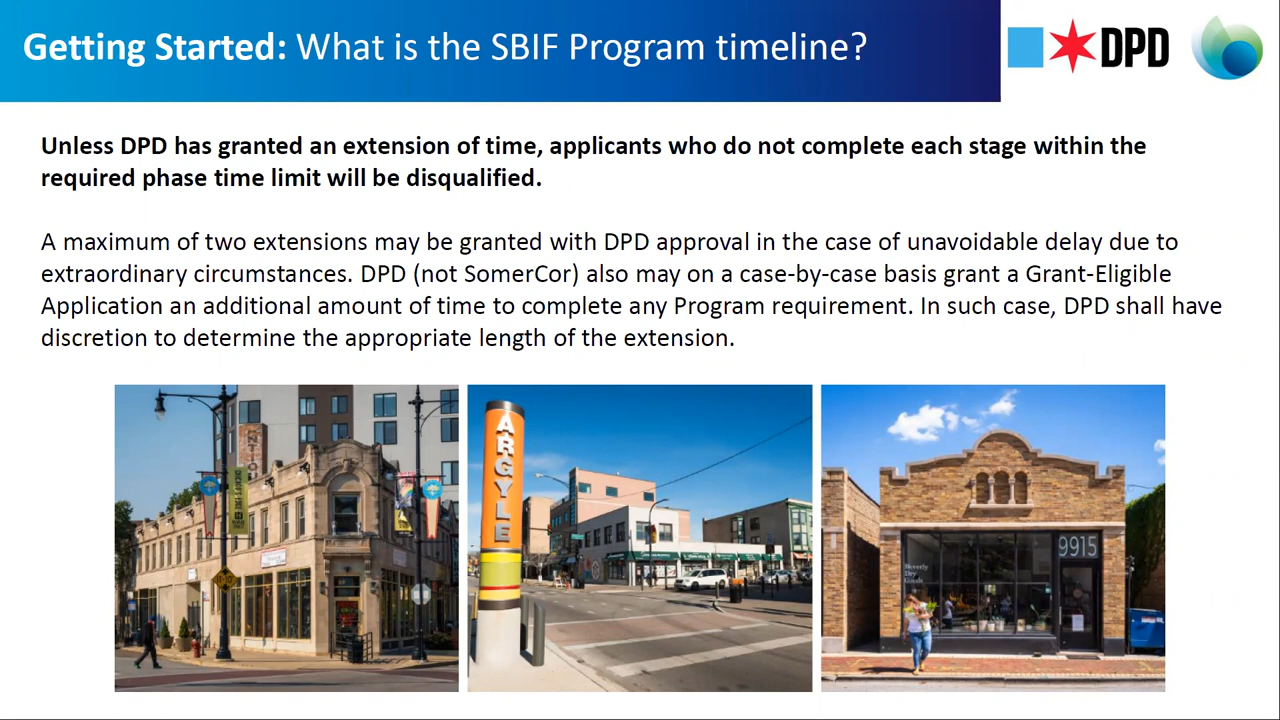 Getting Started: What is the SBIF Program timeline?
DPD
Unless DPD has granted an extension of time, applicants who do not complete each stage within the
required phase time limit will be disqualified.
A maximum of two extensions may be granted with DPD approval in the case of unavoidable delay due to
extraordinary circumstances. DPD (not SomerCor) also may on a case-by-case basis grant a Grant-Eligible
Application an additional amount of time to complete any Program requirement. In such case, DPD shall have
discretion to determine the appropriate length of the extension.
ARGYLE
9915
Beverly
Dry
Goods